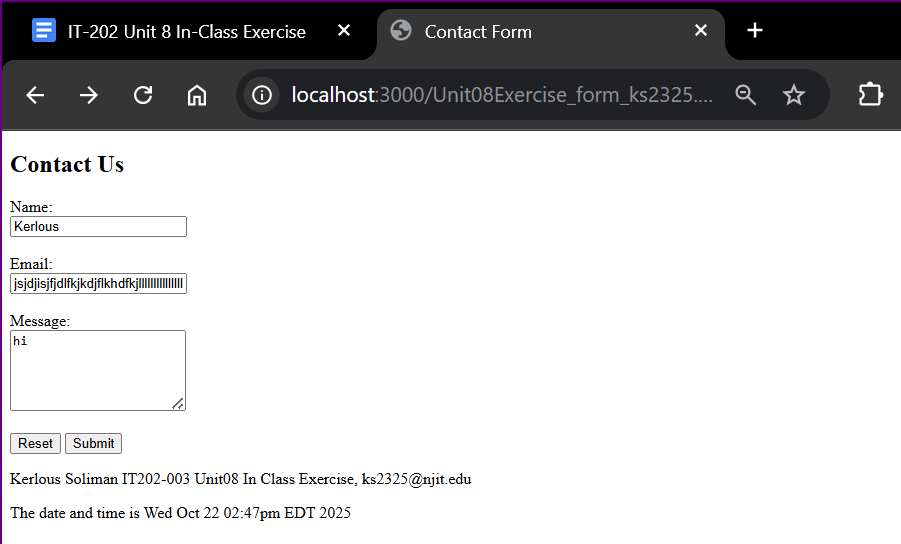 IT-202 Unit 8 In-Class Exercise
Contact Form
localhost:3000/Unit08Exercise_form_ks2325....
Contact Us
Name:
Kerlous
Email:
jsjdjisjfjdlfkjkdjflkhdfkjlllllllllllllll
Message:
hi
Reset Submit
Kerlous Soliman IT202-003 Unit08 In Class Exercise, ks2325@njit.edu
The date and time is Wed Oct 22 02:47pm EDT 2025